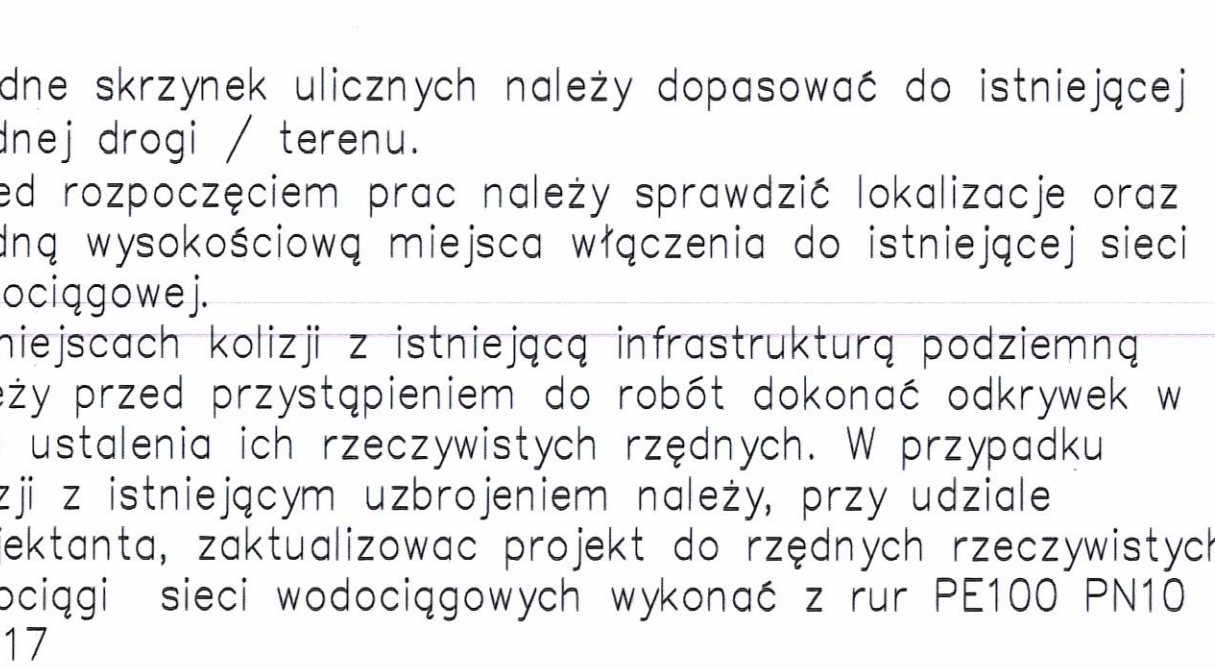 dne skrzynek ulicznych należy dopasować do istniejącej
dnej drogi / terenu.
ed rozpoczęciem prac należy sprawdzić lokalizacje oraz
dną wysokościową miejsca włączenia do istniejącej sieci
ociągowej.
niejscach kolizji z istniejącą infrastrukturą podziemną
eży przed przystąpieniem do robót dokonać odkrywek w
ustalenia ich rzeczywistych rzędnych. W przypadku
zji z istniejącym uzbrojeniem należy, przy udziale
jektanta, zaktualizowac projekt do rzędnych rzeczywistych
ociągi sieci wodociągowych wykonać z rur PE100 PN10
17